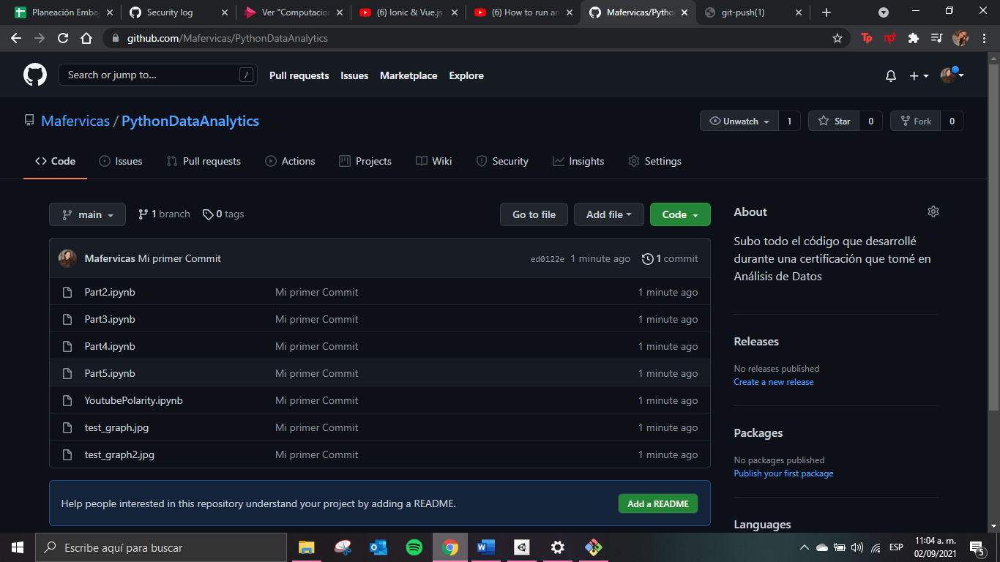 Planeación Embaj
Security log
Ver "Computacion
(6) Ionic & Vue.js
(6) How to run an
Mafervicas/Python
git-push(1)
github.com/Mafervicas/PythonDataAnalytics
Search or jump to... /
Pull requests Issues Marketplace Explore
Mafervicas / PythonDataAnalytics
Unwatch 1 Star 0 Fork 0
Code Issues Pull requests Actions Projects Wiki Security Insights Settings
main 1 branch 0 tags Go to file Add file Code
Mafervicas Mi primer Commit ed0122e 1 minute ago 1 commit
Part2.ipynb Mi primer Commit 1 minute ago
Part3.ipynb Mi primer Commit 1 minute ago
Part4.ipynb Mi primer Commit 1 minute ago
Part5.ipynb Mi primer Commit 1 minute ago
YoutubePolarity.ipynb Mi primer Commit 1 minute ago
test_graph.jpg Mi primer Commit 1 minute ago
test_graph2.jpg Mi primer Commit 1 minute ago
Help people interested in this repository understand your project by adding a README. Add a README
About
Subo todo el código que desarrollé
durante una certificación que tomé en
Análisis de Datos
Releases
No releases published
Create a new release
Packages
No packages published
Publish your first package
Languages
Escribe aquí para buscar
ESP
11:04 a. m.
02/09/2021
5